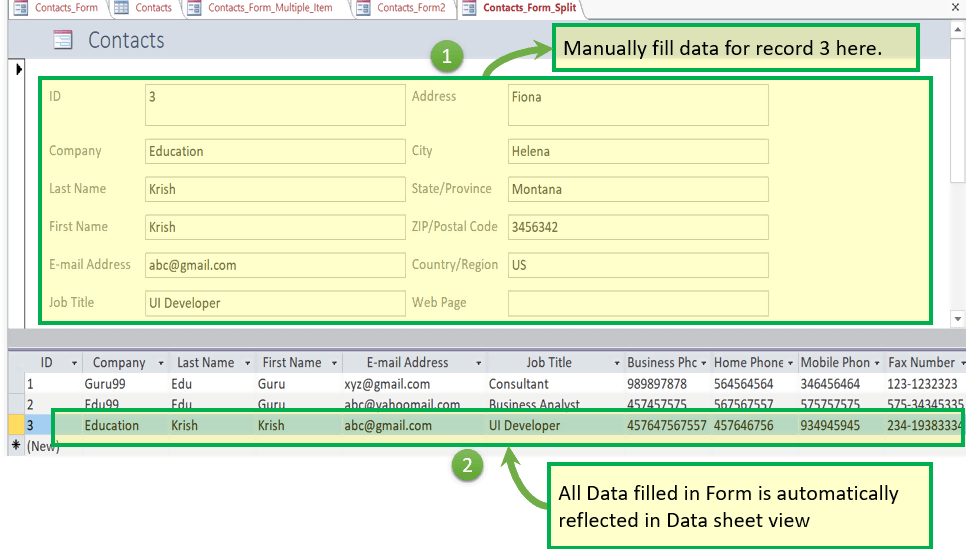 Contacts_Form Contacts Contacts_Form_Multiple_Item Contacts_Form2 Contacts_Form_Split
Contacts
1 Manually fill data for record 3 here.
ID 3 Address Fiona
Company Education City Helena
Last Name Krish State/Province Montana
First Name Krish ZIP/Postal Code 3456342
E-mail Address abc@gmail.com Country/Region US
Job Title UI Developer Web Page
ID Company Last Name First Name E-mail Address Job Title Business Phc Home Phone Mobile Phon Fax Number
1 Guru99 Edu Guru xyz@gmail.com Consultant 989897878 564564564 346456464 123-1232323
2 Edu99 Edu Guru abc@yahoomail.com Business Analyst 457457575 567567557 575757575 575-34345335
3 Education Krish Krish abc@gmail.com UI Developer 457647567557 457646756 934945945 234-19383334
(New)
2
All Data filled in Form is automatically
reflected in Data sheet view